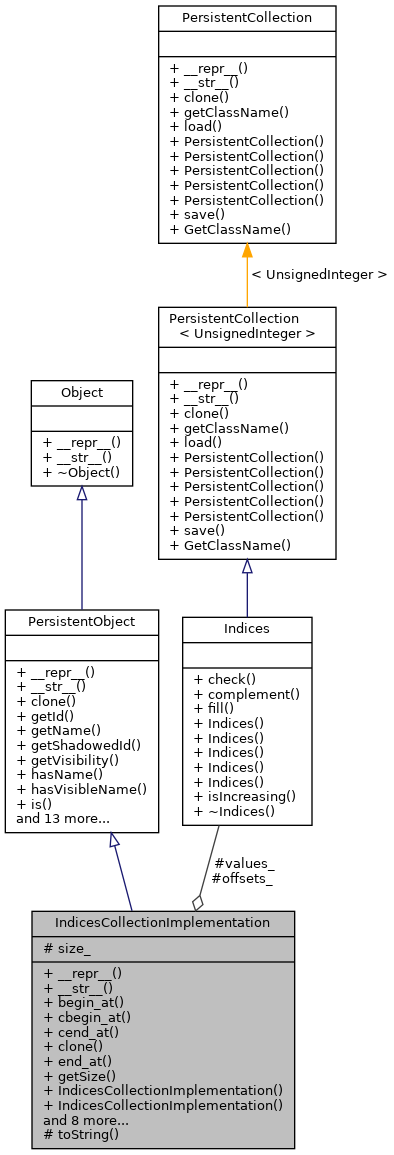 PersistentCollection
+ __repr__()
+ __str__()
+ clone()
+ getClassName()
+ load()
+ PersistentCollection()
+ PersistentCollection()
+ PersistentCollection()
+ PersistentCollection()
+ PersistentCollection()
+ save()
+ GetClassName()
< UnsignedInteger >
PersistentCollection
< UnsignedInteger >
+ __repr__()
+ __str__()
+ clone()
+ getClassName()
+ load()
+ PersistentCollection()
+ PersistentCollection()
+ PersistentCollection()
+ PersistentCollection()
+ PersistentCollection()
+ save()
+ GetClassName()
Object
+ __repr__()
+ __str__()
+ ~Object()
PersistentObject
+ __repr__()
+ __str__()
+ clone()
+ getId()
+ getName()
+ getShadowedId()
+ getVisibility()
+ hasName()
+ hasVisibleName()
+ is()
and 13 more...
Indices
+ check()
+ complement()
+ fill()
+ Indices()
+ Indices()
+ Indices()
+ Indices()
+ Indices()
+ isIncreasing()
+ ~Indices()
#values_
#offsets_
IndicesCollectionImplementation
# size_
+ __repr__()
+ __str__()
+ begin_at()
+ cbegin_at()
+ cend_at()
+ clone()
+ end_at()
+ getSize()
+ IndicesCollectionImplementation()
+ IndicesCollectionImplementation()
and 8 more...
# toString()